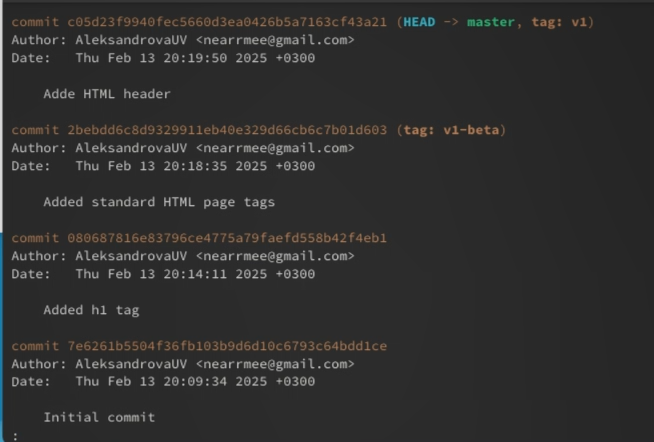 commit c05d23f9940fec5660d3ea0426b5a7163cf43a21 (HEAD -> master, tag: v1)
Author: AleksandrovaUV <nearrmee@gmail.com>
Date:   Thu Feb 13 20:19:50 2025 +0300
Adde HTML header
commit 2bebdd6c8d9329911eb40e329d66cb6c7b01d603 (tag: v1-beta)
Author: AleksandrovaUV <nearrmee@gmail.com>
Date:   Thu Feb 13 20:18:35 2025 +0300
Added standard HTML page tags
commit 080687816e83796ce4775a79faefd558b42f4eb1
Author: AleksandrovaUV <nearrmee@gmail.com>
Date:   Thu Feb 13 20:14:11 2025 +0300
Added h1 tag
commit 7e6261b5504f36fb103b9d6d10c6793c64bdd1ce
Author: AleksandrovaUV <nearrmee@gmail.com>
Date:   Thu Feb 13 20:09:34 2025 +0300
Initial commit
: